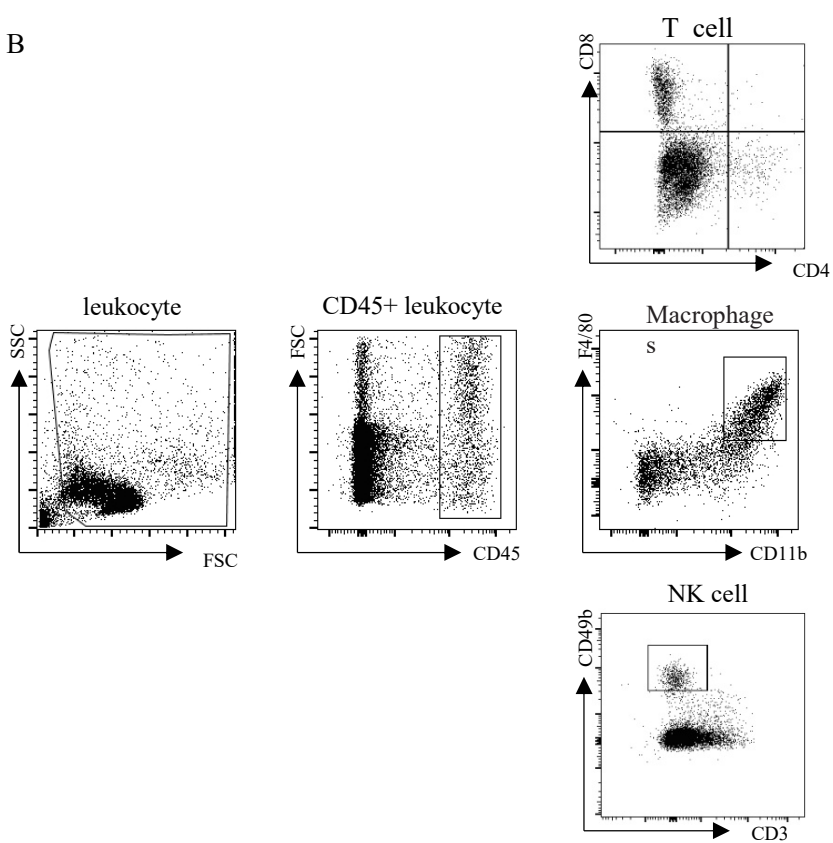 B
T cell
CD8
CD4
leukocyte
SSC
FSC
CD45+ leukocyte
FSC
CD45
Macrophage
s
F4/80
CD11b
NK cell
CD49b
CD3